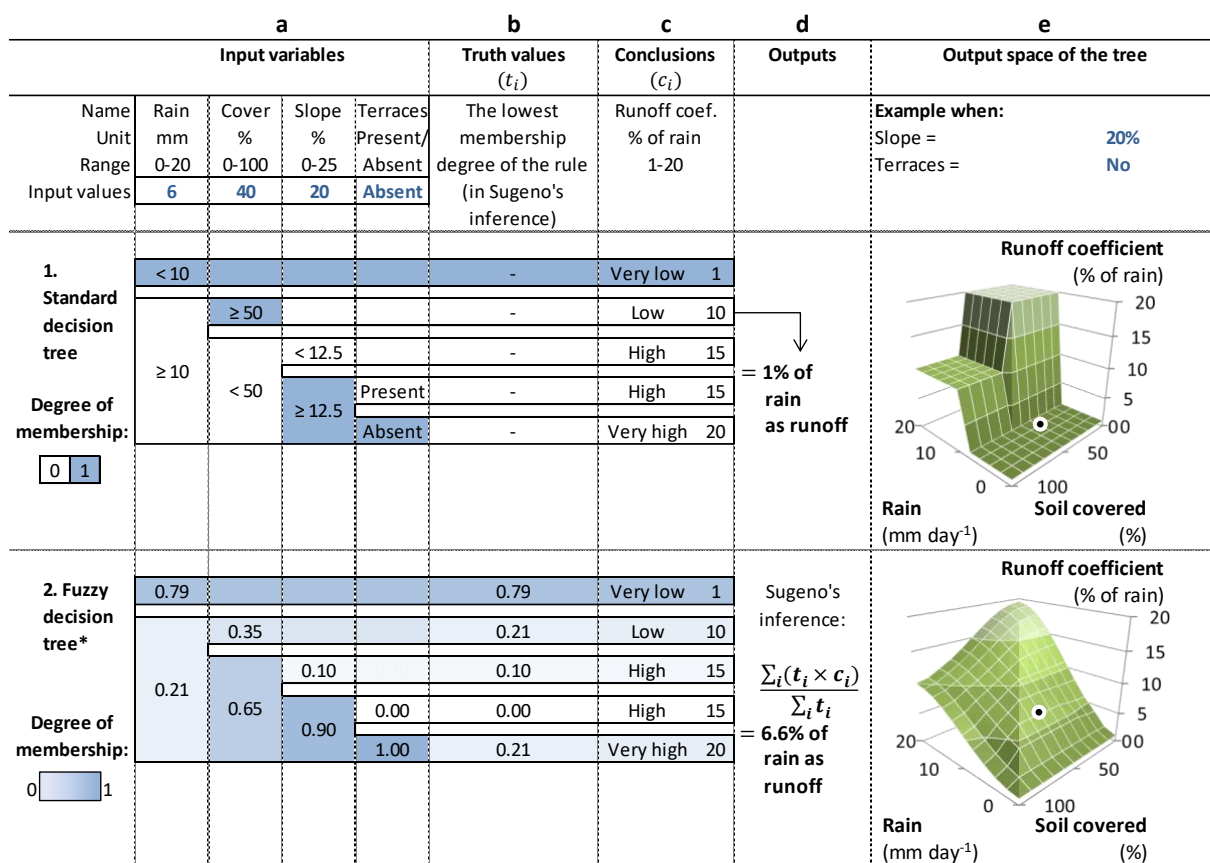 a b c d e
Input variables Truth values Conclusions Outputs Output space of the tree
(tᵢ) (cᵢ)
Name Rain Cover Slope Terraces The lowest Runoff coef. Example when:
Unit mm % % Present/ membership % of rain Slope = 20%
Range 0-20 0-100 0-25 Absent degree of the rule 1-20 Terraces = No
Input values 6 40 20 Absent (in Sugeno's
inference)
1.
Standard
decision
tree
Degree of
membership:
0 1
< 10 - Very low 1
≥ 10
≥ 50 - Low 10
< 50
< 12.5 - High 15
≥ 12.5
Present - High 15
Absent - Very high 20
= 1% of
rain
as runoff
Runoff coefficient
(% of rain)
20
15
10
5
0
20
10
0
0
50
100
Rain Soil covered
(mm day⁻¹) (%)
2. Fuzzy
decision
tree*
Degree of
membership:
0 1
0.79 0.79 Very low 1
0.21
0.35 0.21 Low 10
0.65
0.10 0.10 High 15
0.90
0.00 0.00 High 15
1.00 0.21 Very high 20
Sugeno's
inference:
∑ᵢ(tᵢ × cᵢ)
∑ᵢ tᵢ
= 6.6% of
rain as
runoff
Runoff coefficient
(% of rain)
20
15
10
5
0
20
10
0
0
50
100
Rain Soil covered
(mm day⁻¹) (%)